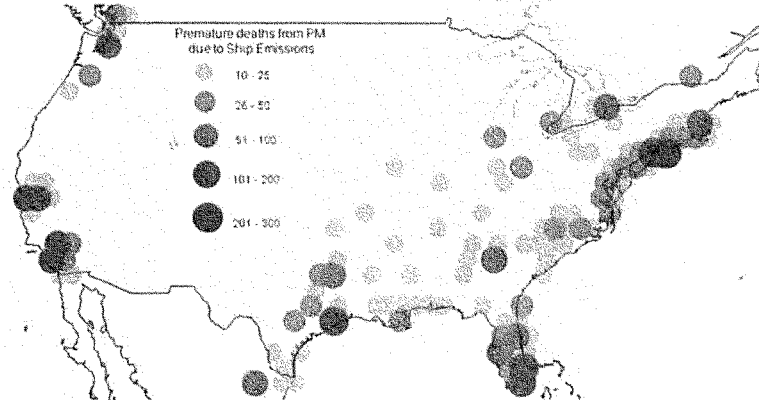 Premature deaths from PM
due to Ship Emissions
10 - 25
26 - 50
51 - 100
101 - 200
201 - 300